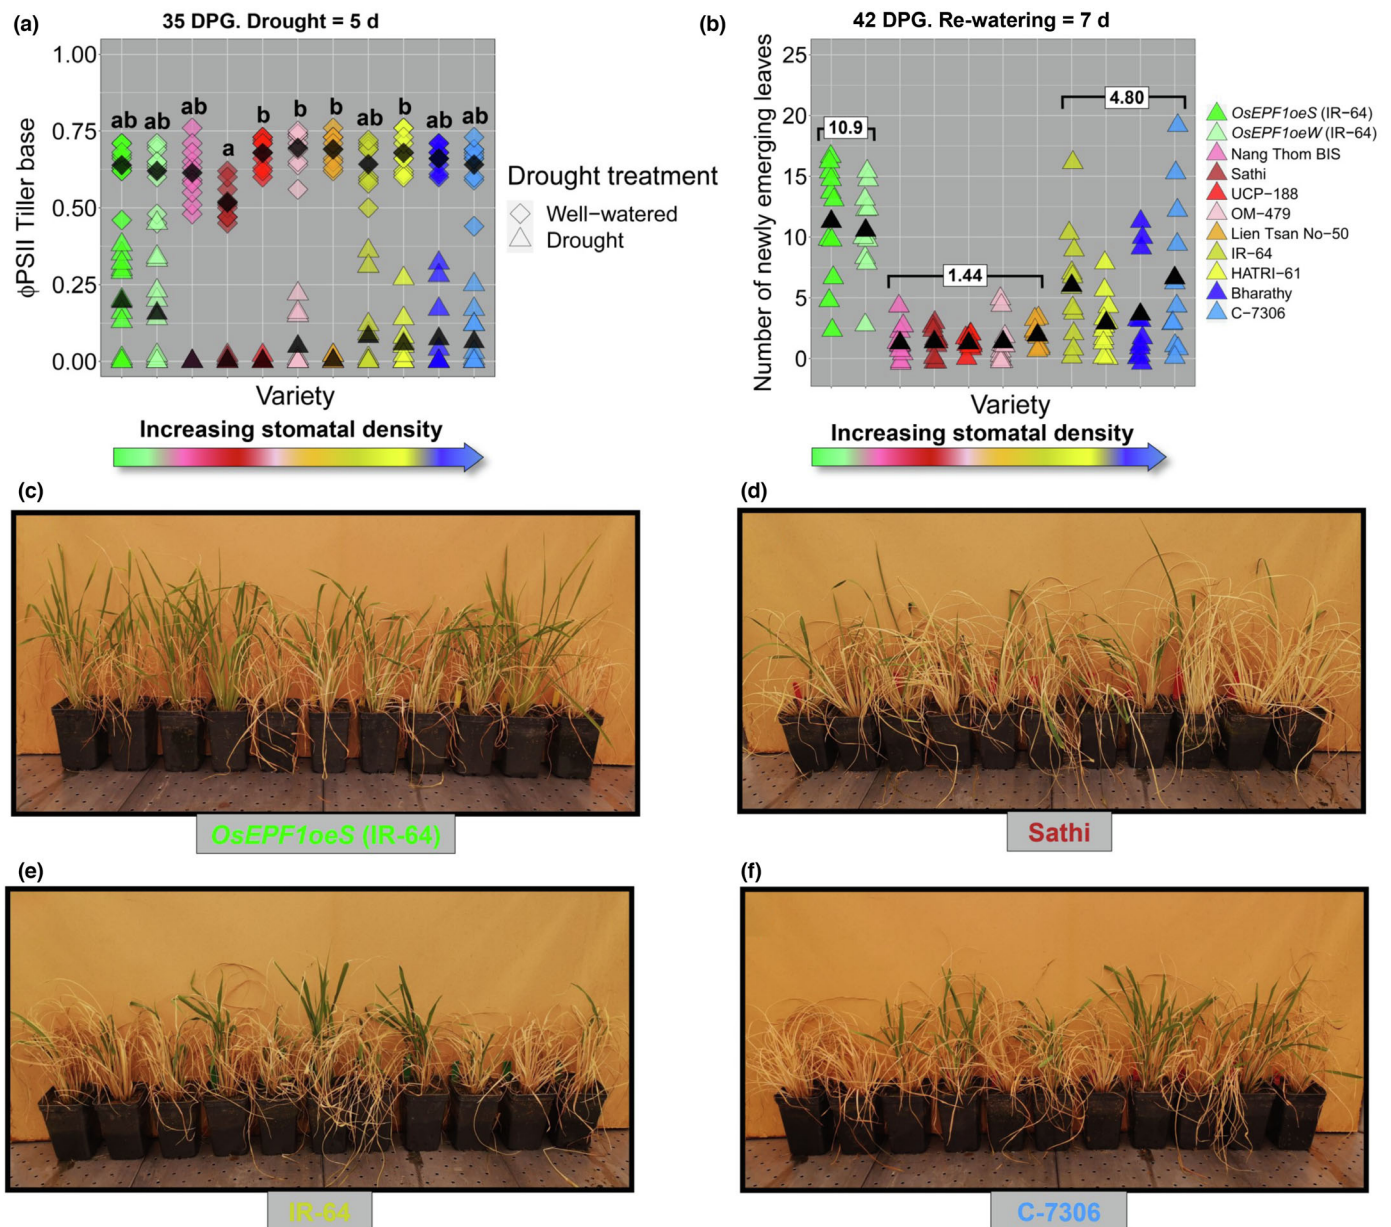 (a)
35 DPG. Drought = 5 d
1.00
0.75
0.50
0.25
0.00
ϕPSII Tiller base
ab
ab
ab
a
b
b
b
ab
b
ab
ab
Variety
Increasing stomatal density
Drought treatment
Well−watered
Drought
(b)
42 DPG. Re-watering = 7 d
25
20
15
10
5
0
Number of newly emerging leaves
10.9
1.44
4.80
Variety
Increasing stomatal density
OsEPF1oeS (IR−64)
OsEPF1oeW (IR−64)
Nang Thom BIS
Sathi
UCP−188
OM−479
Lien Tsan No−50
IR−64
HATRI−61
Bharathy
C−7306
(c)
OsEPF1oeS (IR-64)
(d)
Sathi
(e)
IR-64
(f)
C-7306